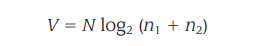 V = N log₂ (n₁ + n₂)